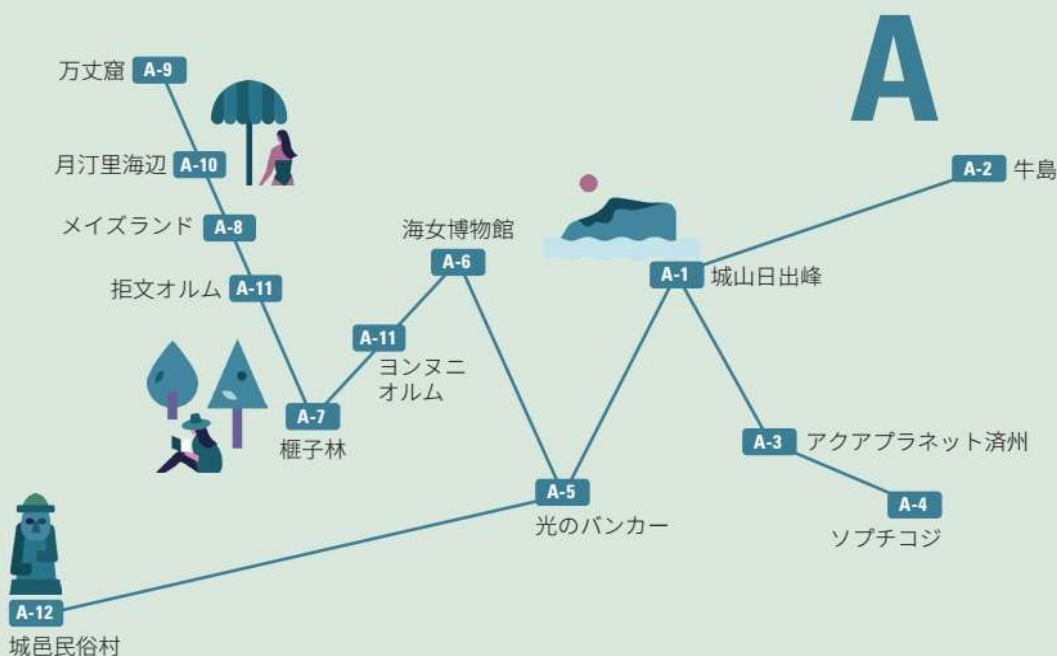 A
万丈窟 A-9
月汀里海辺 A-10
A-2 牛島
メイズランド A-8
海女博物館
A-6
A-1 城山日出峰
拒文オルム A-11
A-11
ヨンヌニ
オルム
A-7
榧子林
A-3 アクアプラネット済州
A-5
光のバンカー
A-4
ソプチコジ
A-12
城邑民俗村